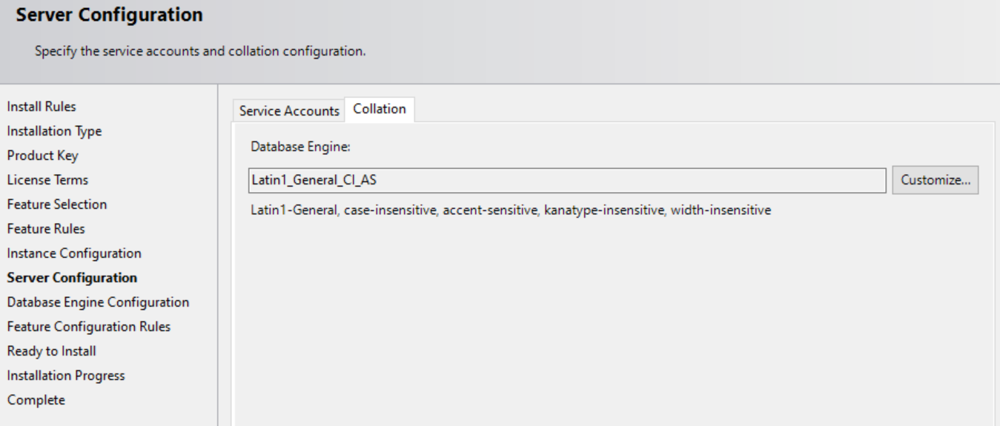 Server Configuration
Specify the service accounts and collation configuration.
Install Rules
Installation Type
Product Key
License Terms
Feature Selection
Feature Rules
Instance Configuration
Server Configuration
Database Engine Configuration
Feature Configuration Rules
Ready to Install
Installation Progress
Complete
Service Accounts Collation
Database Engine:
Latin1_General_CI_AS Customize...
Latin1-General, case-insensitive, accent-sensitive, kanatype-insensitive, width-insensitive